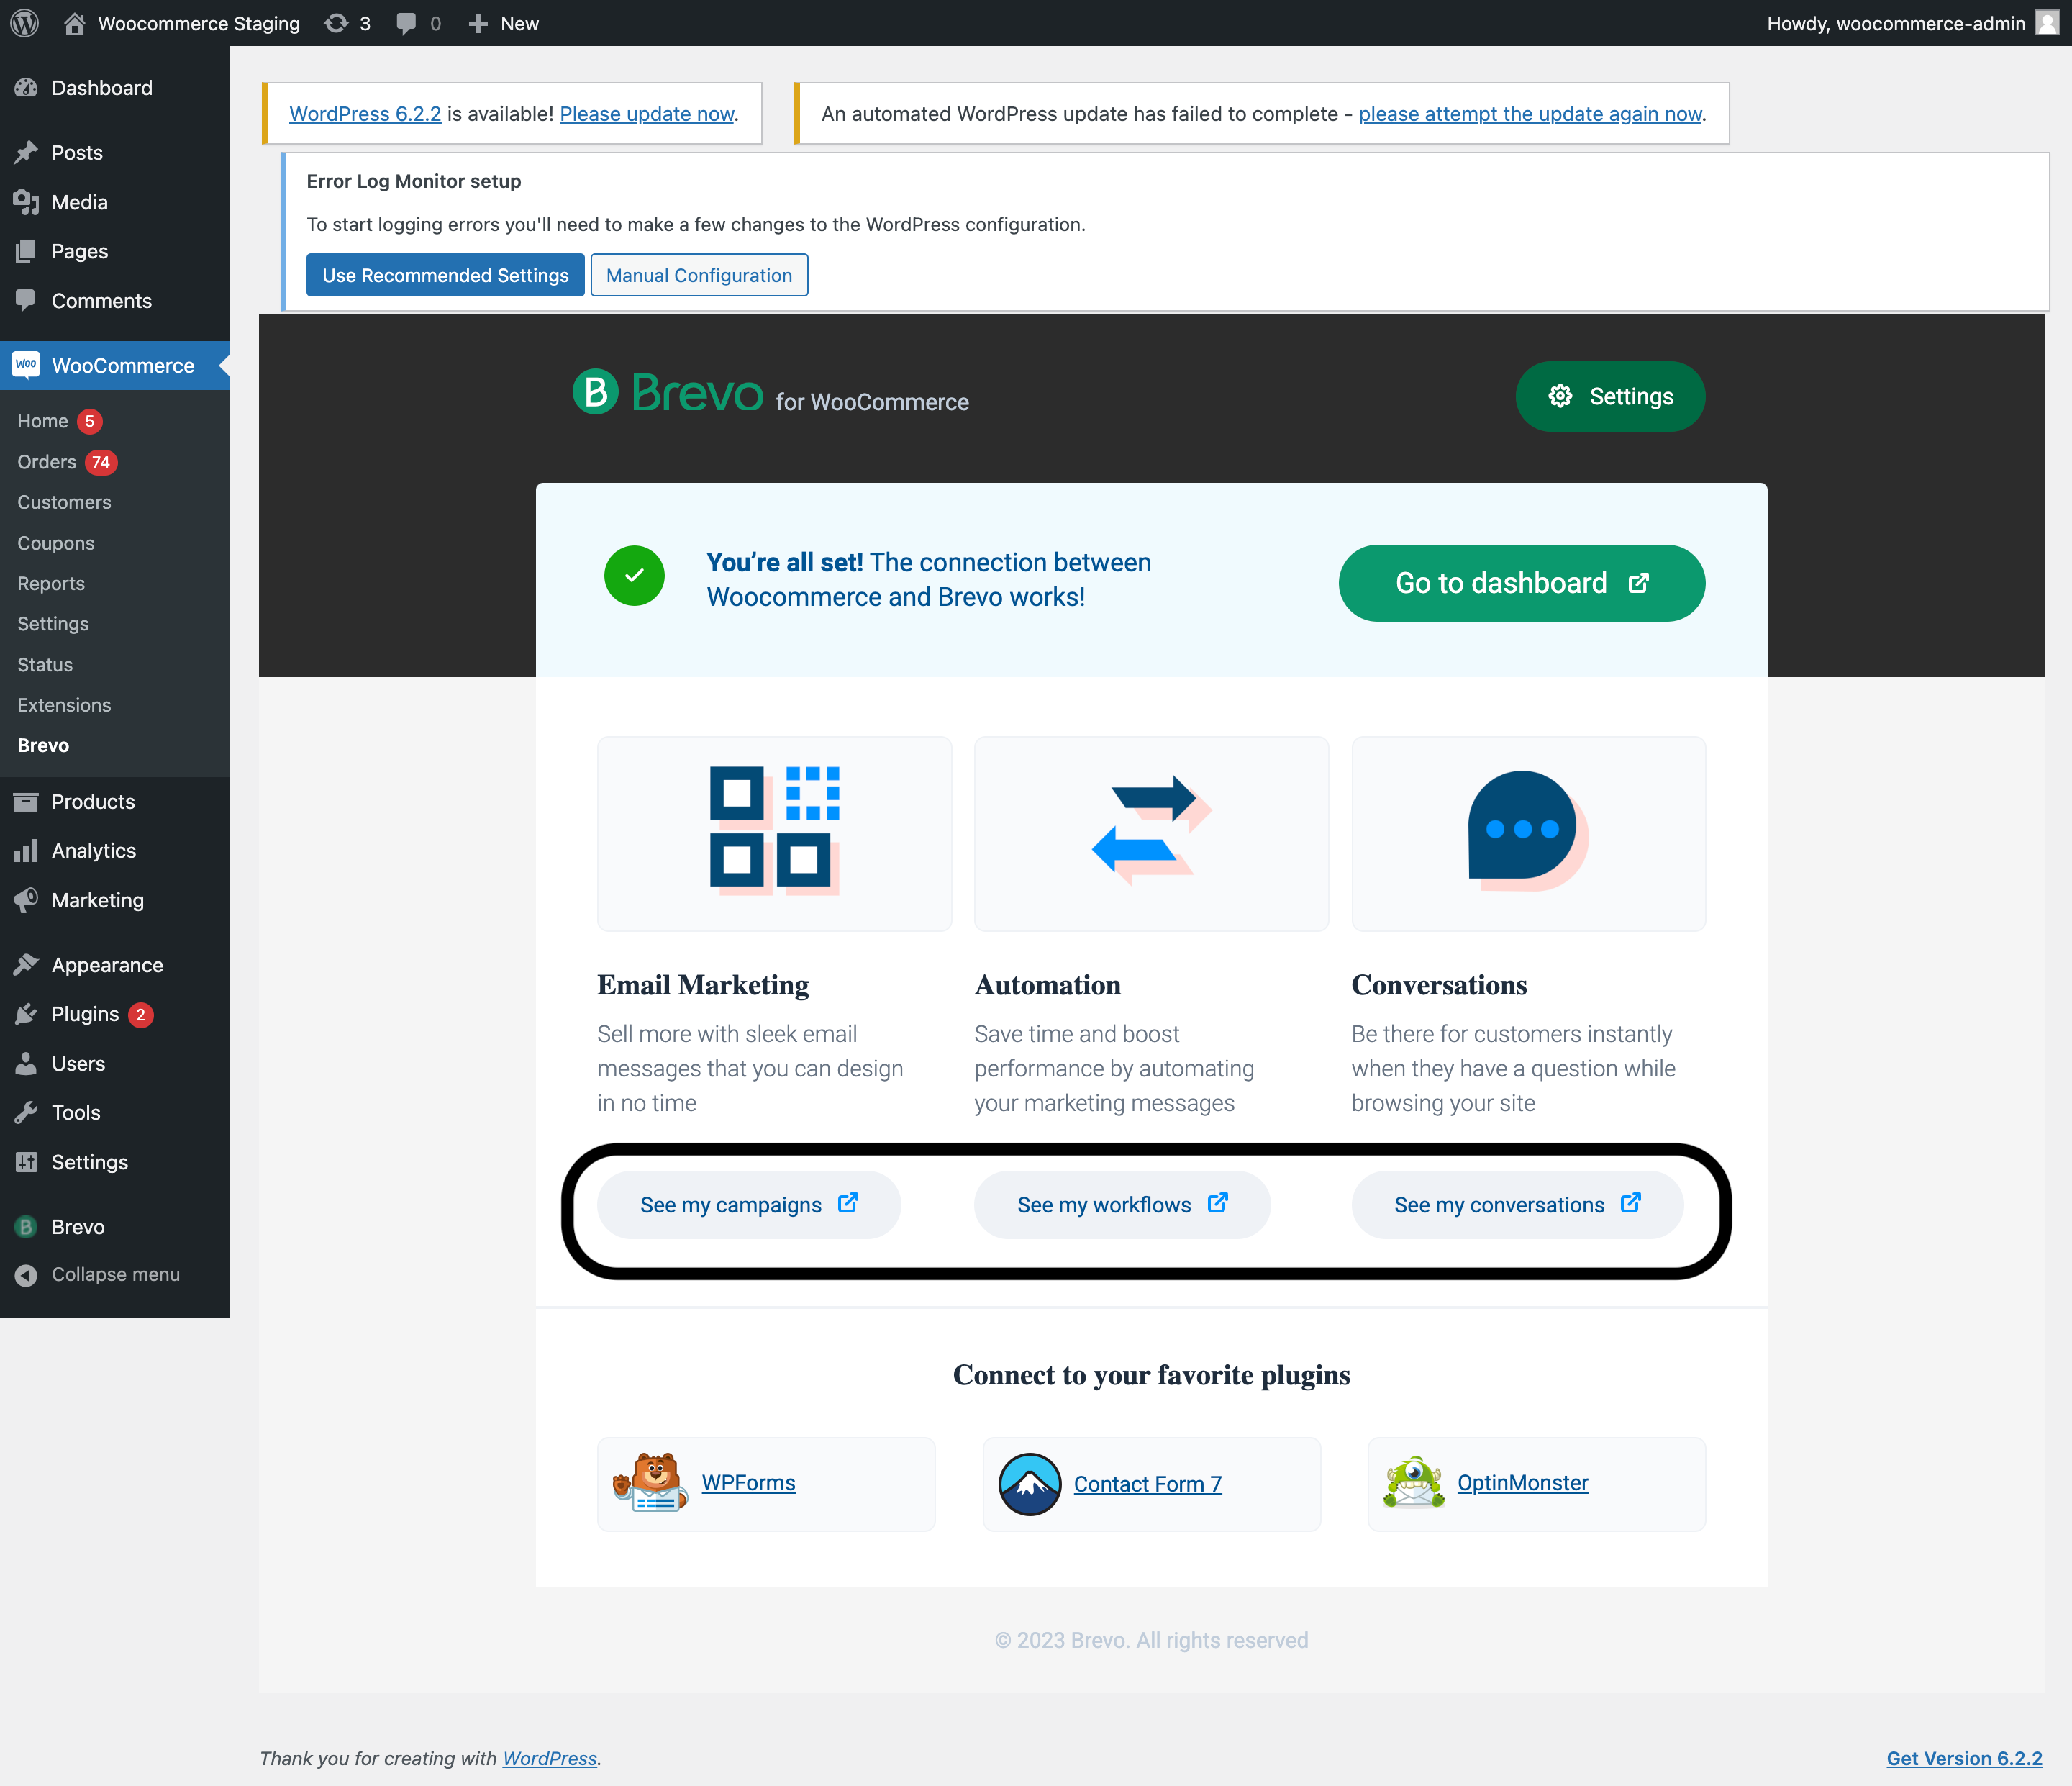 Woocommerce Staging 3 0 New
Howdy, woocommerce-admin
Dashboard
Posts
Media
Pages
Comments
woo WooCommerce
Home 5
Orders 74
Customers
Coupons
Reports
Settings
Status
Extensions
Brevo
Products
Analytics
Marketing
Appearance
Plugins 2
Users
Tools
Settings
B Brevo
Collapse menu
WordPress 6.2.2 is available! Please update now.
An automated WordPress update has failed to complete - please attempt the update again now.
Error Log Monitor setup
To start logging errors you'll need to make a few changes to the WordPress configuration.
Use Recommended Settings
Manual Configuration
B Brevo for WooCommerce
Settings
You’re all set! The connection between
Woocommerce and Brevo works!
Go to dashboard
Email Marketing
Sell more with sleek email
messages that you can design
in no time
See my campaigns
Automation
Save time and boost
performance by automating
your marketing messages
See my workflows
Conversations
Be there for customers instantly
when they have a question while
browsing your site
See my conversations
Connect to your favorite plugins
WPForms
Contact Form 7
OptinMonster
© 2023 Brevo. All rights reserved
Thank you for creating with WordPress.
Get Version 6.2.2